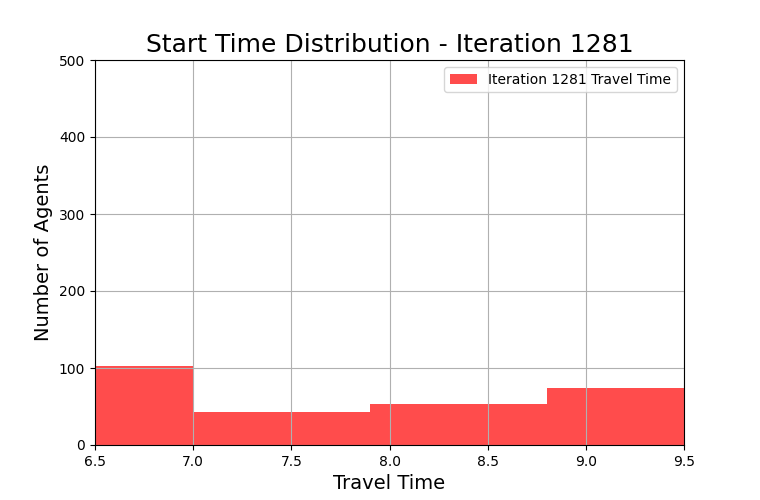 Start Time Distribution - Iteration 1281
Iteration 1281 Travel Time
Number of Agents
500
400
300
200
100
0
6.5 7.0 7.5 8.0 8.5 9.0 9.5
Travel Time